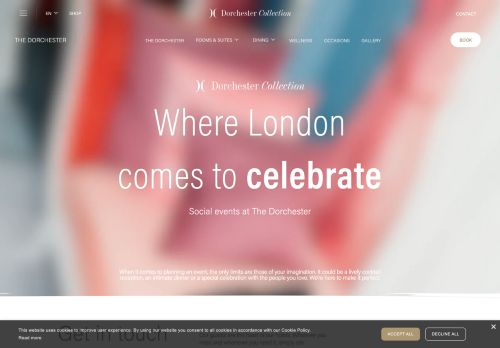 EN
SHOP
Dorchester Collection
CONTACT
THE DORCHESTER
THE DORCHESTER
ROOMS & SUITES
DINING
WELLNESS
OCCASIONS
GALLERY
BOOK
Dorchester Collection
Where London
comes to celebrate
Social events at The Dorchester
When it comes to planning an event, the only limits are those of your imagination. It could be a lively cocktail
reception, an intimate dinner or a special celebration with the people you love. We're here to make it perfect.
Get in touch
This website uses cookies to improve user experience. By using our website you consent to all cookies in accordance with our Cookie Policy.
Read more
ACCEPT ALL
DECLINE ALL